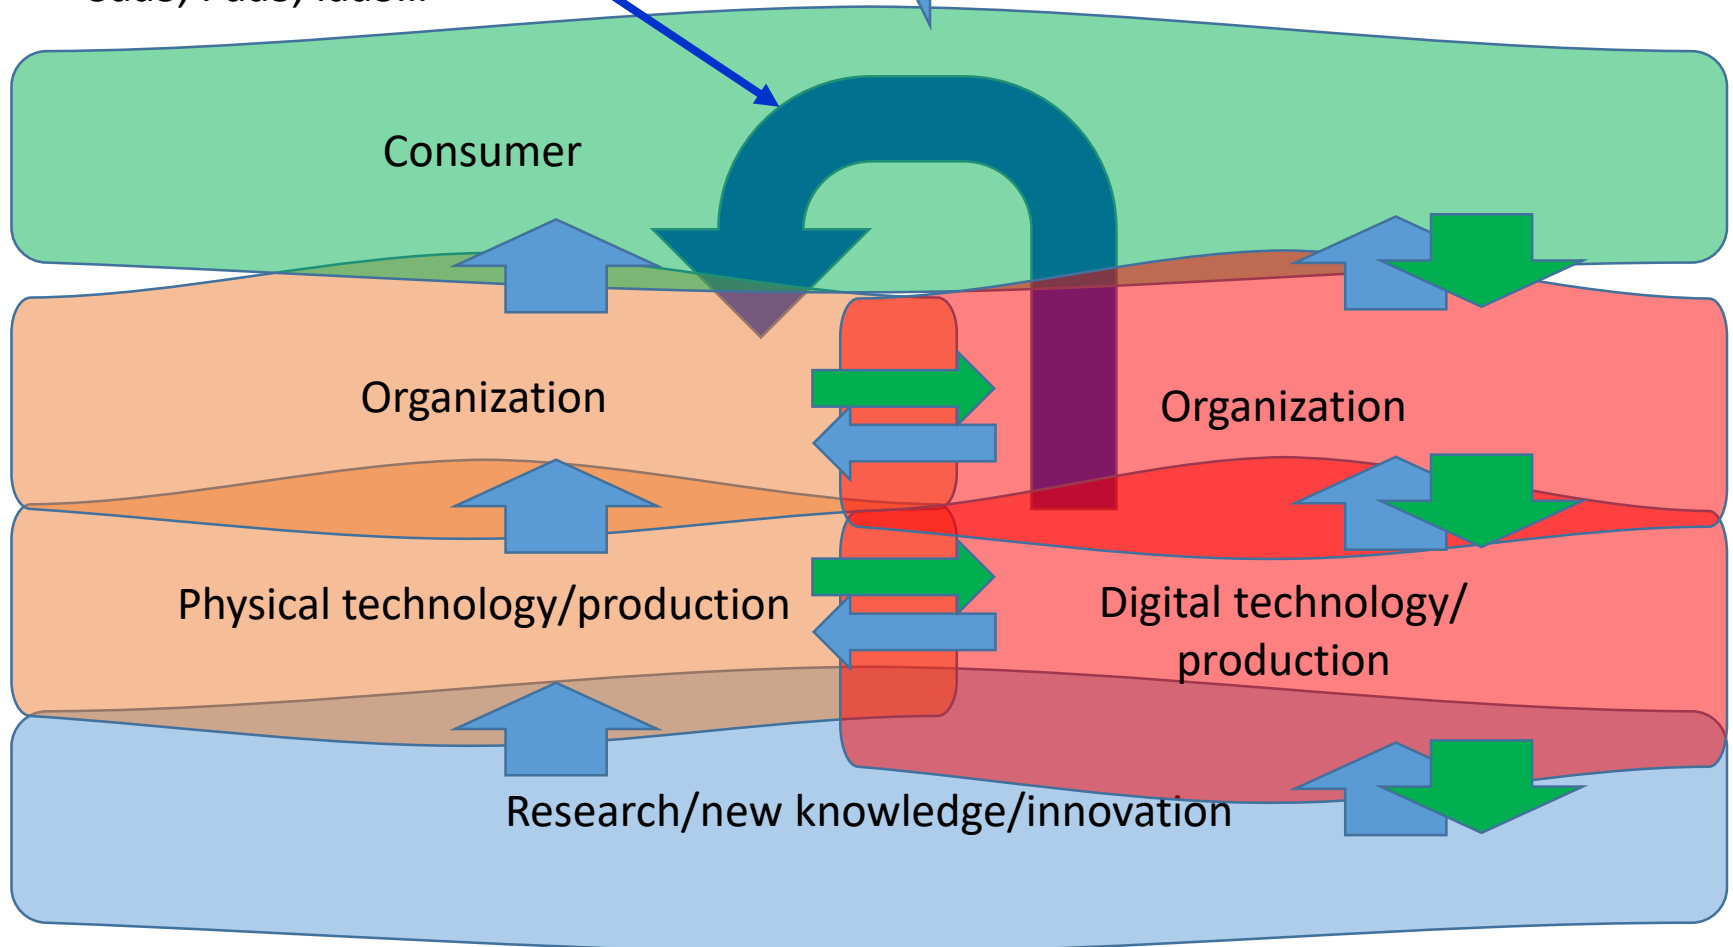 Consumer
Organization
Organization
Physical technology/production
Digital technology/
production
Research/new knowledge/innovation